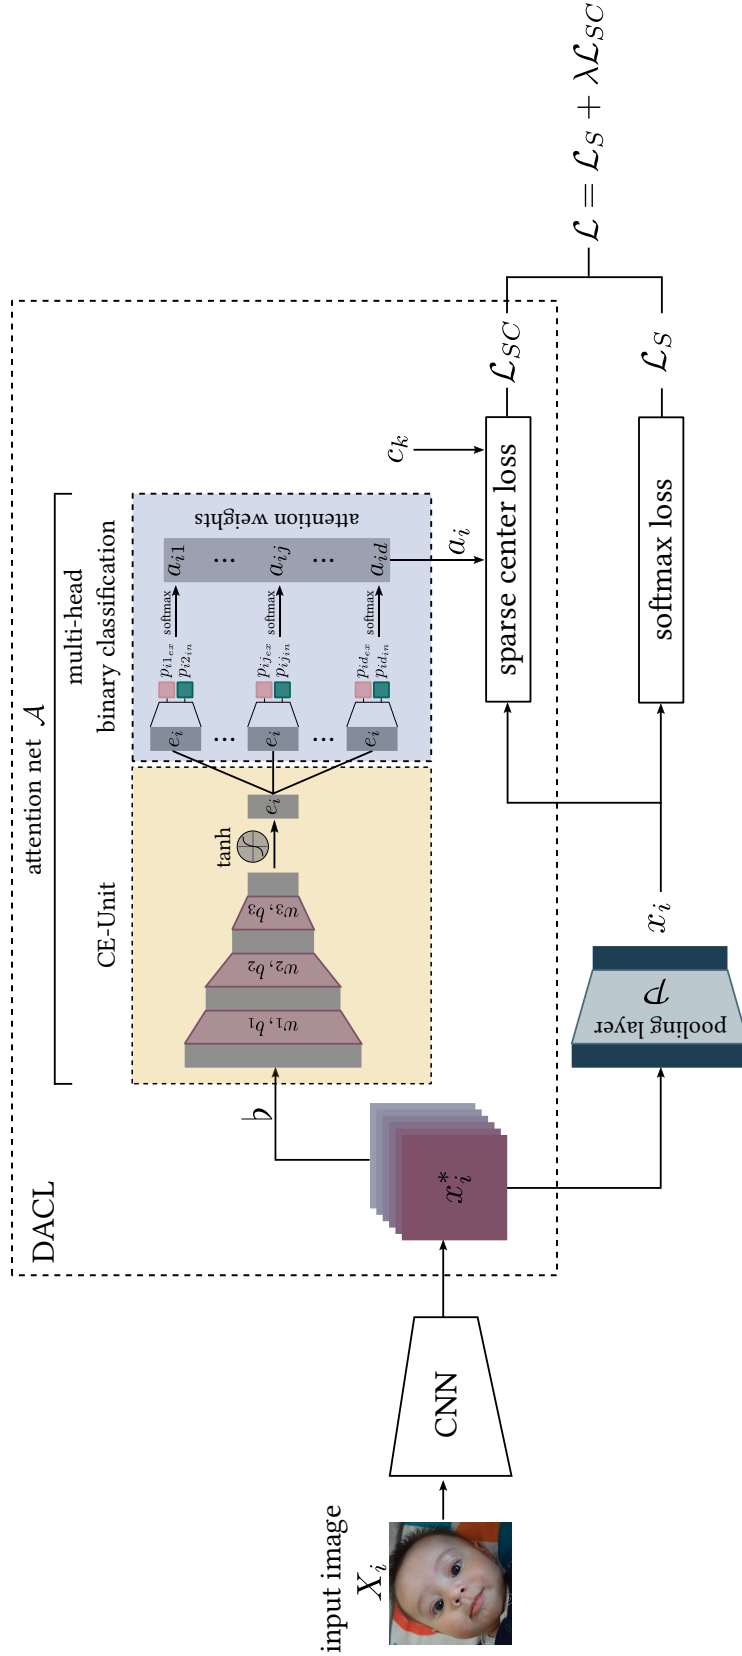 DACL
attention net 𝒜
CE-Unit
multi-head
binary classification
input image
X_i
CNN
x_i^*
♭
w_1, b_1
w_2, b_2
w_3, b_3
tanh
e_i
e_i
...
e_i
...
e_i
p_{i1_{ex}}
p_{i2_{in}}
p_{ij_{ex}}
p_{ij_{in}}
p_{id_{ex}}
p_{id_{in}}
softmax
softmax
softmax
a_{i1}
...
a_{ij}
...
a_{id}
attention weights
a_i
c_k
sparse center loss
ℒ_{SC}
pooling layer
𝒫
x_i
softmax loss
ℒ_S
ℒ = ℒ_S + λℒ_{SC}